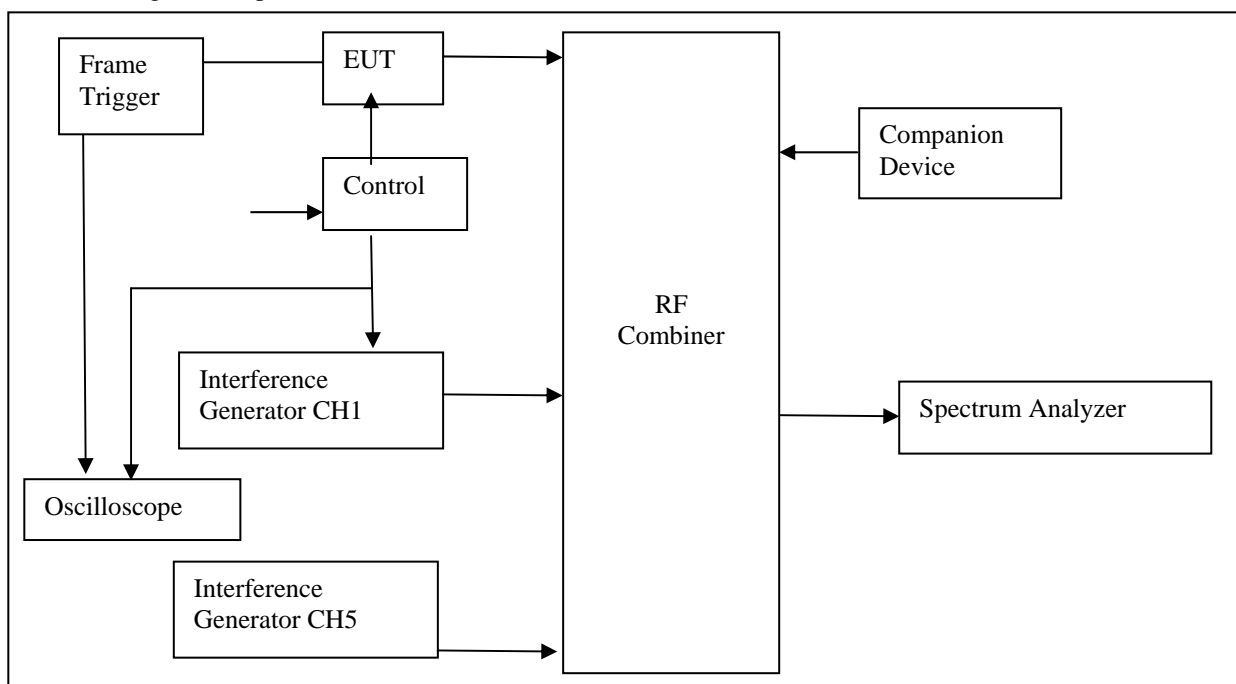 Frame
Trigger
EUT
Companion
Device
Control
RF
Combiner
Interference
Generator CH1
Spectrum Analyzer
Oscilloscope
Interference
Generator CH5